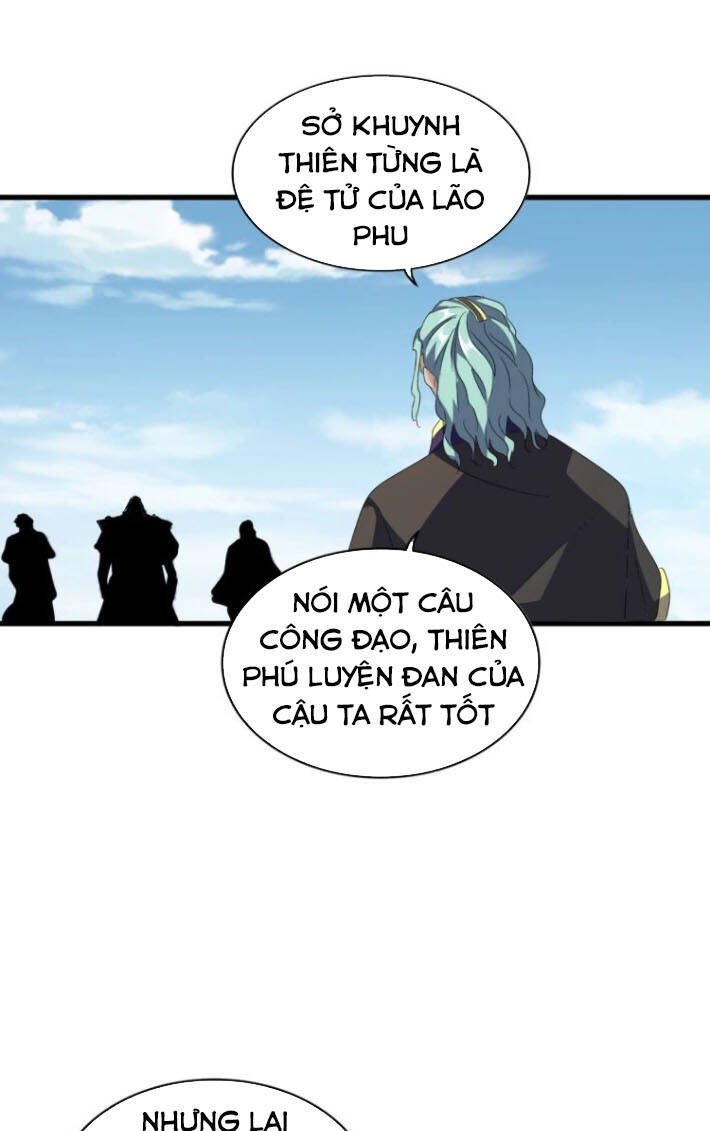 SỞ KHUYNH
THIÊN TỪNG LÀ
ĐỆ TỬ CỦA LÃO
PHU
NÓI MỘT CÂU
CÔNG ĐẠO, THIÊN
PHÚ LUYỆN ĐAN CỦA
CẬU TA RẤT TỐT
NHƯNG LẠI